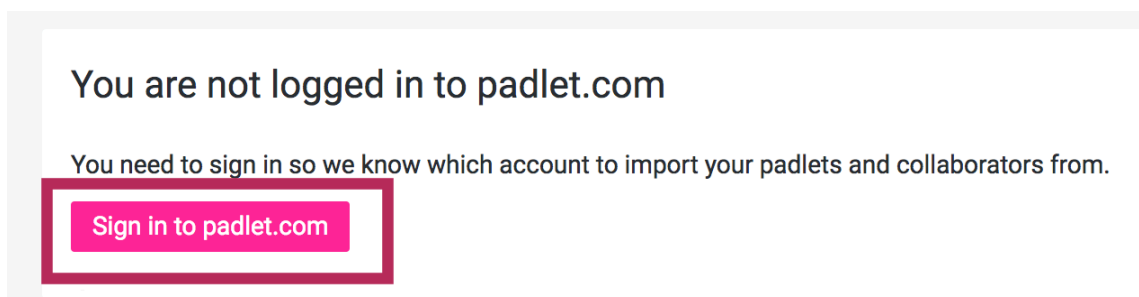 You are not logged in to padlet.com
You need to sign in so we know which account to import your padlets and collaborators from.
Sign in to padlet.com